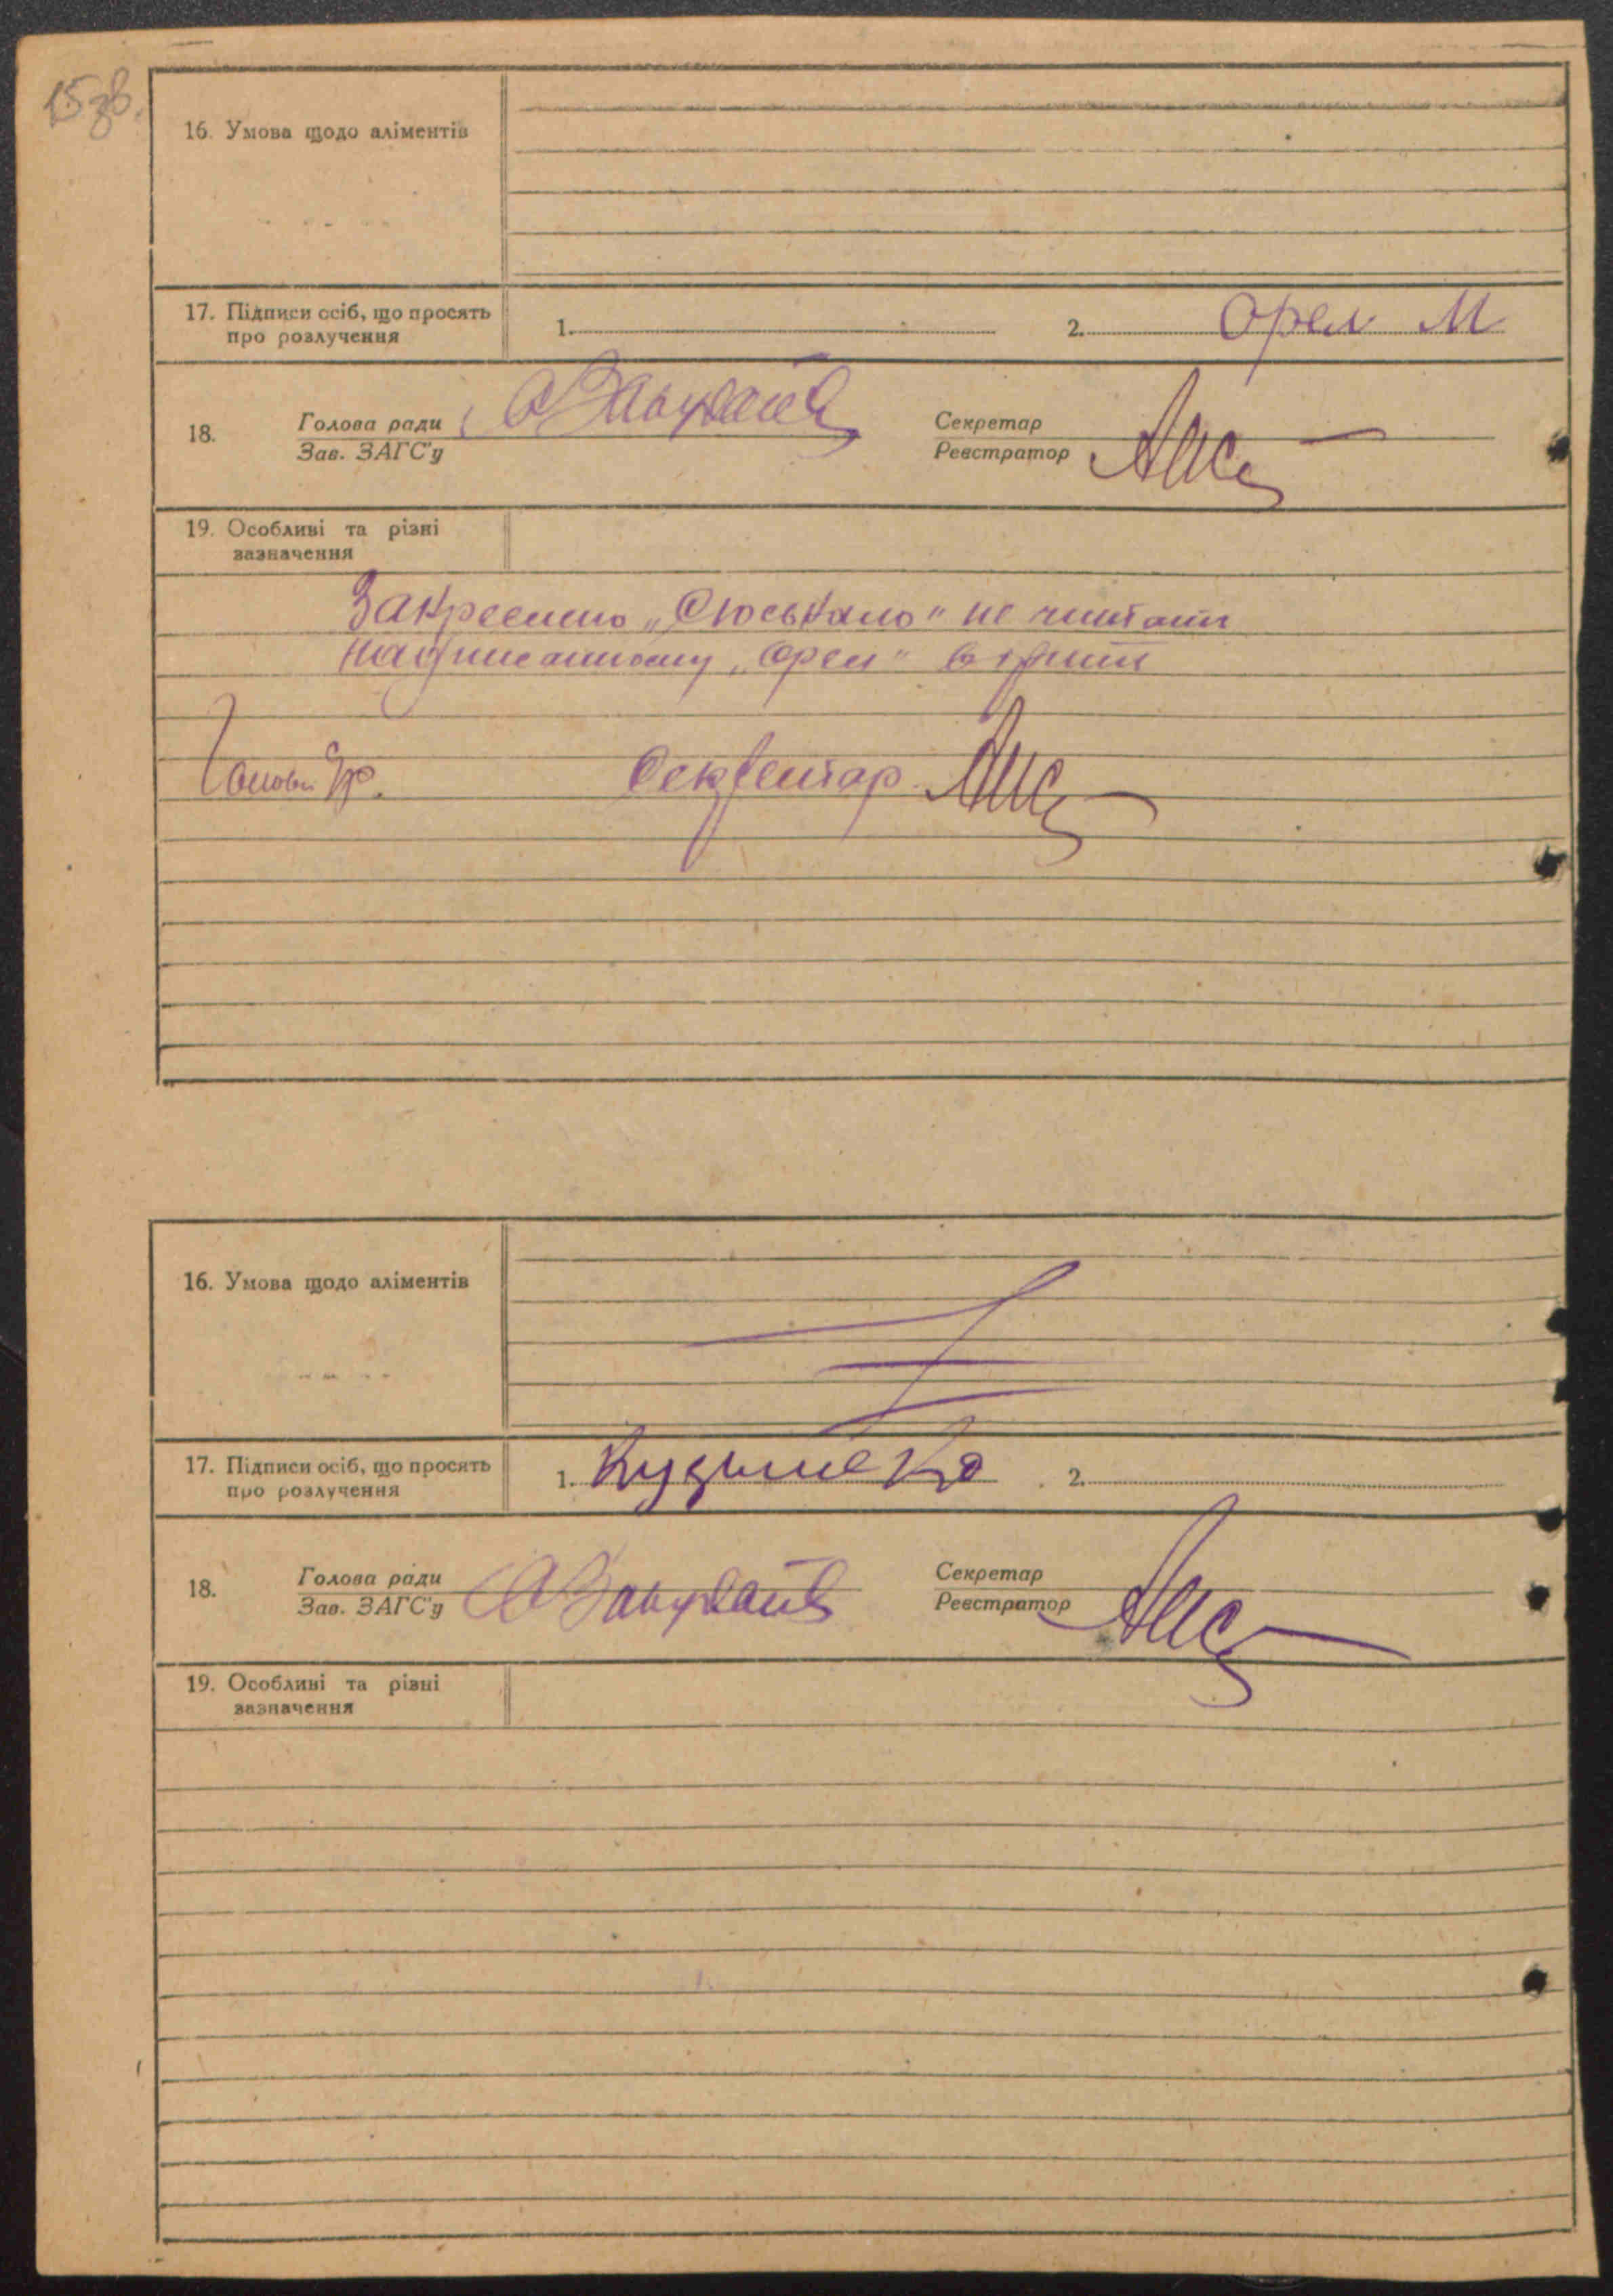 15зв.
16. Умова щодо аліментів
17. Підписи осіб, що просять
про розлучення
1. 2. Орел М
18. Голова ради
Зав. ЗАГС'у
Секретар
Реєстратор
19. Особливі та різні
зазначення
Закреслено „Сюськало" не читати
надписанному „Орел" вірити
Голова Секретар
16. Умова щодо аліментів
17. Підписи осіб, що просять
про розлучення
1. Кузьменко 2.
18. Голова ради
Зав. ЗАГС'у
Секретар
Реєстратор
19. Особливі та різні
зазначення